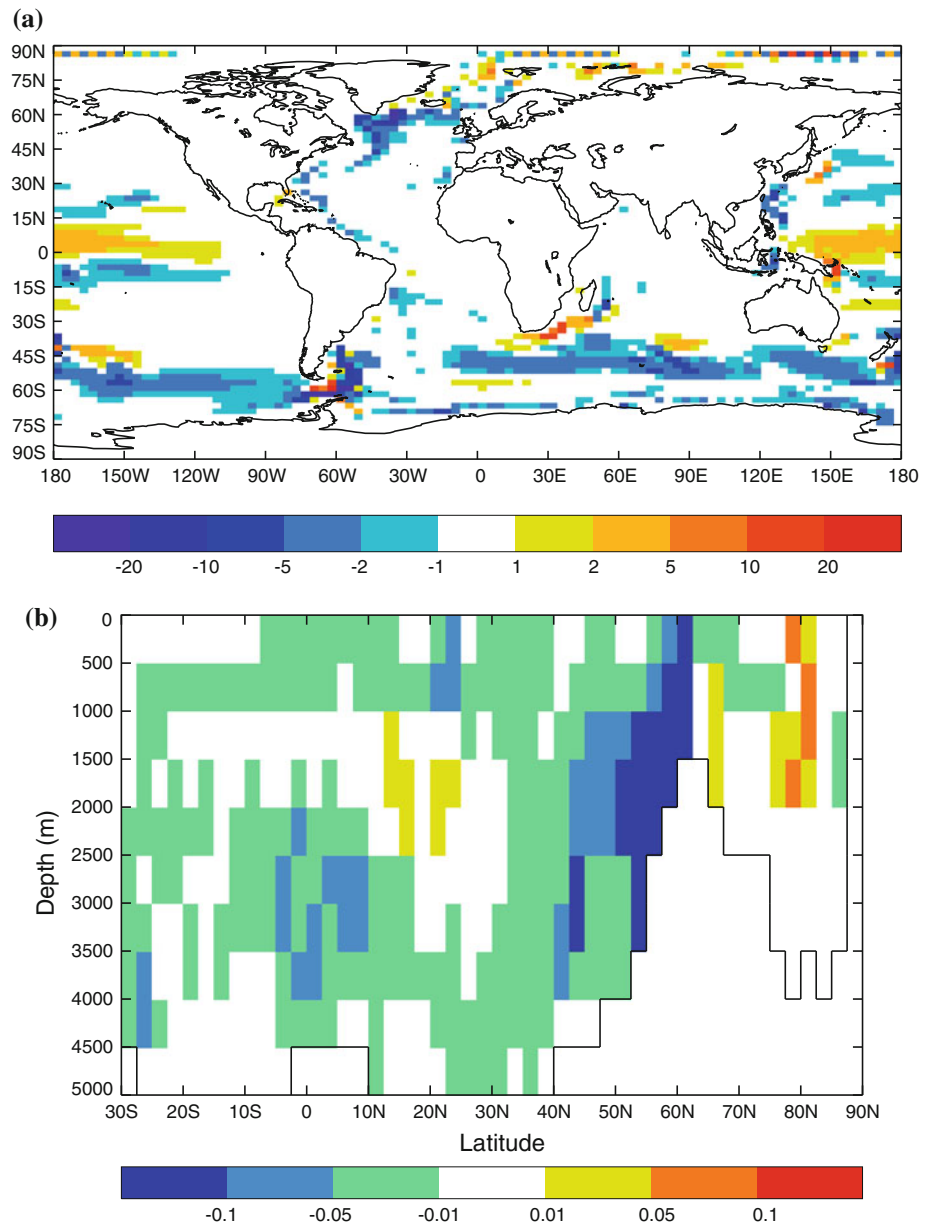 (a)
90N
75N
60N
45N
30N
15N
0
15S
30S
45S
60S
75S
90S
180 150W 120W 90W 60W 30W 0 30E 60E 90E 120E 150E 180
-20 -10 -5 -2 -1 1 2 5 10 20
(b)
0
500
1000
1500
2000
2500
3000
3500
4000
4500
5000
Depth (m)
30S 20S 10S 0 10N 20N 30N 40N 50N 60N 70N 80N 90N
Latitude
-0.1 -0.05 -0.01 0.01 0.05 0.1